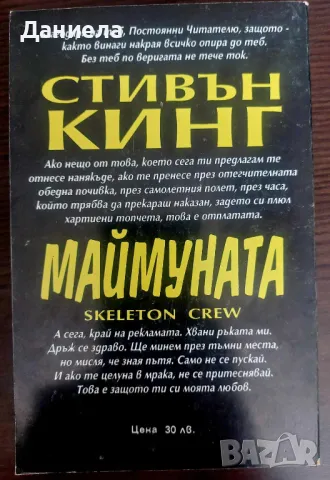 Даниела
Постоянни Читателю, защото -
както винаги накрая всичко опира до теб.
Без теб по веригата не тече ток.
СТИВЪН
КИНГ
Ако нещо от това, което сега ти предлагам те
отнесе нанякъде, ако те пренесе през отегчителната
обедна почивка, през самолетния полет, през часа,
който трябва да прекараш наказан, задето си плюл
хартиени топчета, това е отплатата.
МАЙМУНАТА
SKELETON CREW
А сега, край на рекламата. Хвани ръката ми.
Дръж се здраво. Ще минем през тъмни места,
но мисля, че зная пътя. Само не се пускай.
И ако те целуна в мрака, не се притеснявай.
Това е защото ти си моята любов.
Цена 30 лв.
BAZAR